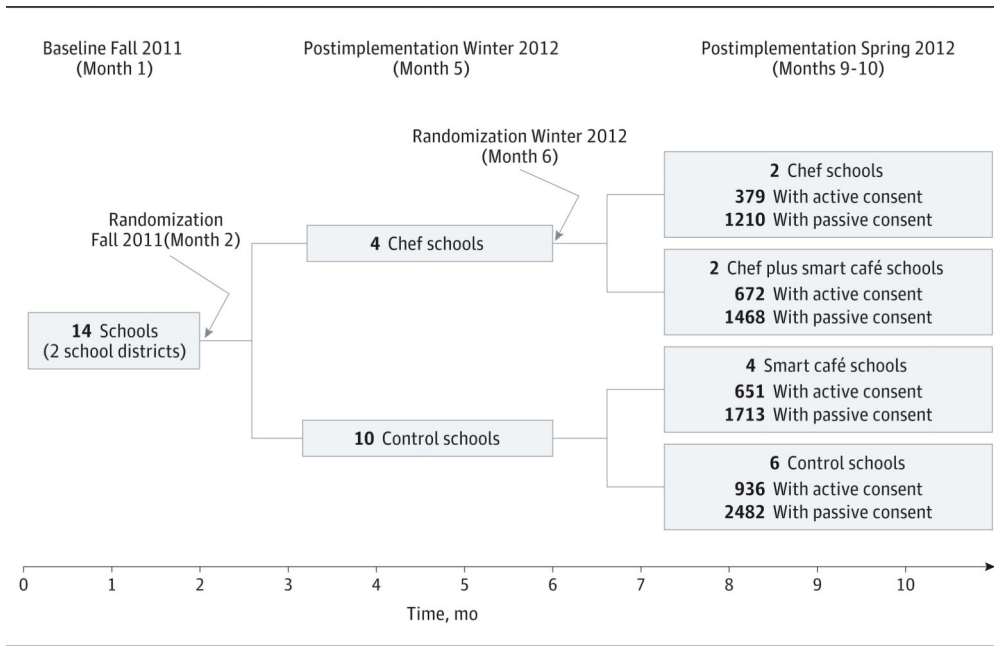 Baseline Fall 2011
(Month 1)
Postimplementation Winter 2012
(Month 5)
Postimplementation Spring 2012
(Months 9-10)
Randomization Winter 2012
(Month 6)
Randomization
Fall 2011(Month 2)
14 Schools
(2 school districts)
4 Chef schools
10 Control schools
2 Chef schools
379 With active consent
1210 With passive consent
2 Chef plus smart café schools
672 With active consent
1468 With passive consent
4 Smart café schools
651 With active consent
1713 With passive consent
6 Control schools
936 With active consent
2482 With passive consent
0 1 2 3 4 5 6 7 8 9 10
Time, mo